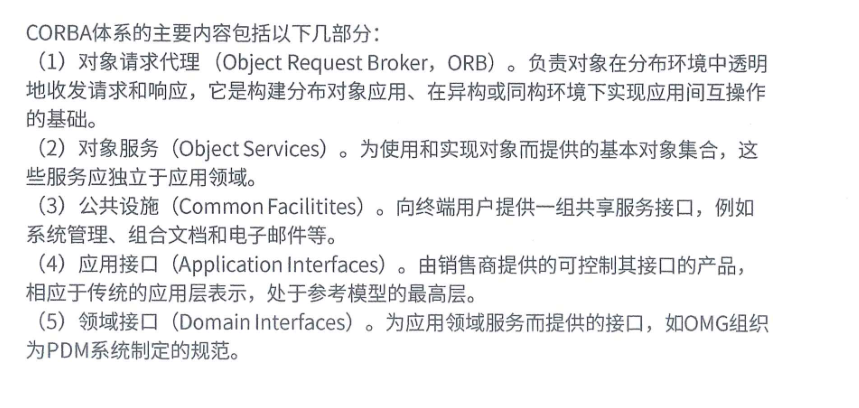 CORBA体系的主要内容包括以下几部分：
（1）对象请求代理（Object Request Broker，ORB）。负责对象在分布环境中透明
地收发请求和响应，它是构建分布对象应用、在异构或同构环境下实现应用间互操作
的基础。
（2）对象服务（Object Services）。为使用和实现对象而提供的基本对象集合，这
些服务应独立于应用领域。
（3）公共设施（Common Facilitites）。向终端用户提供一组共享服务接口，例如
系统管理、组合文档和电子邮件等。
（4）应用接口（Application Interfaces）。由销售商提供的可控制其接口的产品，
相应于传统的应用层表示，处于参考模型的最高层。
（5）领域接口（Domain Interfaces）。为应用领域服务而提供的接口，如OMG组织
为PDM系统制定的规范。